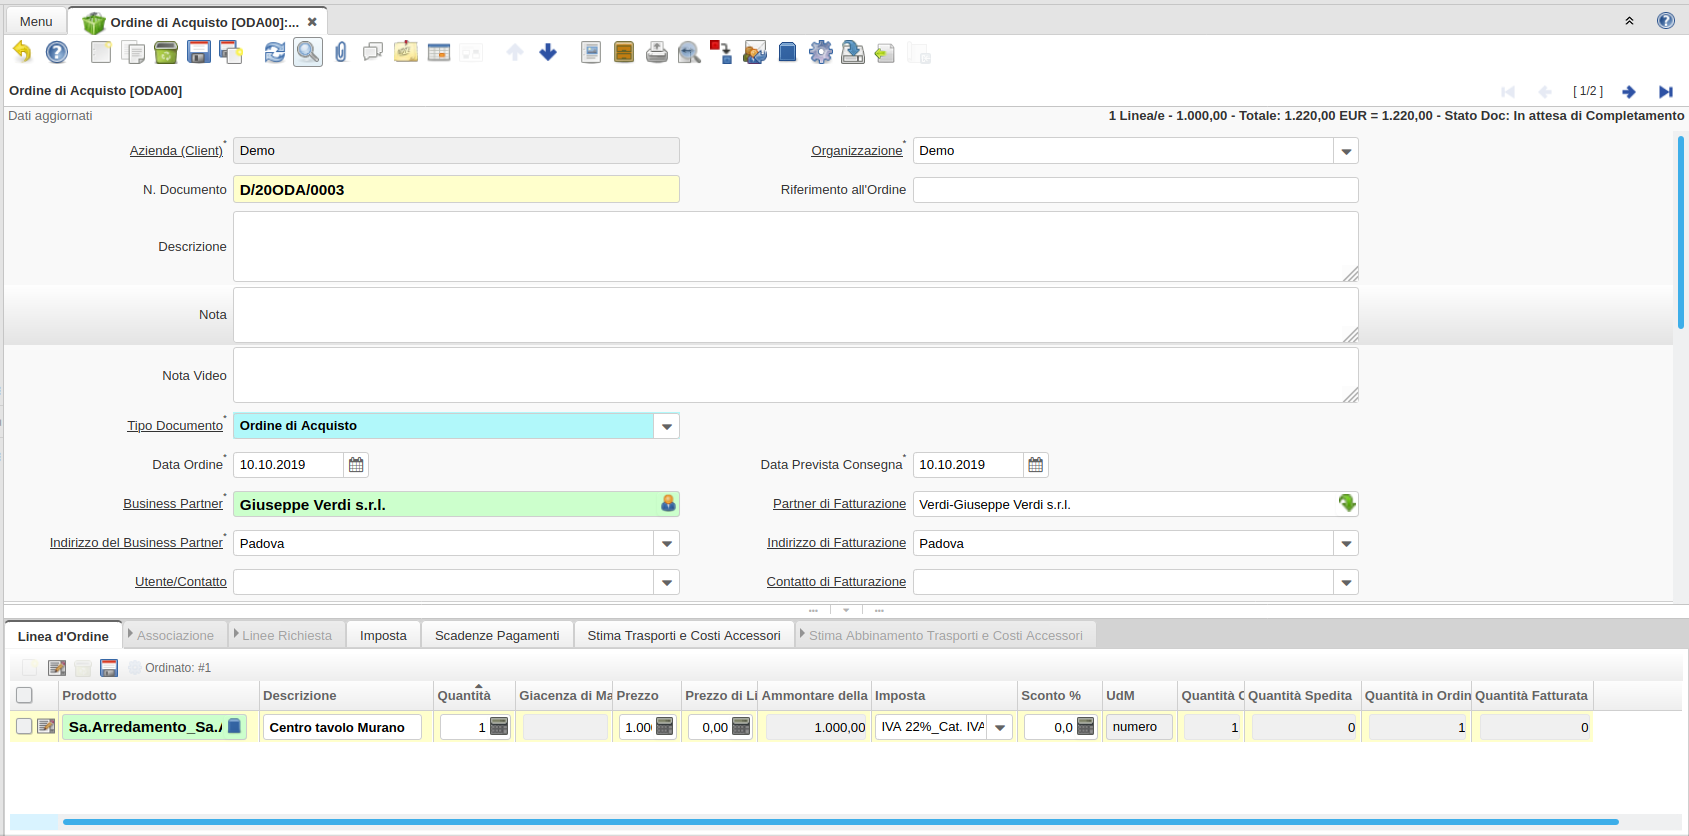 Menu
Ordine di Acquisto [ODA00]:...
Ordine di Acquisto [ODA00]
[ 1/2 ]
Dati aggiornati
1 Linea/e - 1.000,00 - Totale: 1.220,00 EUR = 1.220,00 - Stato Doc: In attesa di Completamento
Azienda (Client)* Demo
Organizzazione* Demo
N. Documento D/20ODA/0003
Riferimento all'Ordine
Descrizione
Nota
Nota Video
Tipo Documento* Ordine di Acquisto
Data Ordine* 10.10.2019
Data Prevista Consegna* 10.10.2019
Business Partner* Giuseppe Verdi s.r.l.
Partner di Fatturazione Verdi-Giuseppe Verdi s.r.l.
Indirizzo del Business Partner* Padova
Indirizzo di Fatturazione Padova
Utente/Contatto
Contatto di Fatturazione
Linea d'Ordine Associazione Linee Richiesta Imposta Scadenze Pagamenti Stima Trasporti e Costi Accessori Stima Abbinamento Trasporti e Costi Accessori
Ordinato: #1
Prodotto Descrizione Quantità Giacenza di Ma Prezzo Prezzo di Li Ammontare della Imposta Sconto % UdM Quantità Quantità Spedita Quantità in Ordin Quantità Fatturata
Sa.Arredamento_Sa. Centro tavolo Murano 1 1.00 0,00 1.000,00 IVA 22%_Cat. IVA 0,0 numero 1 0 1 0